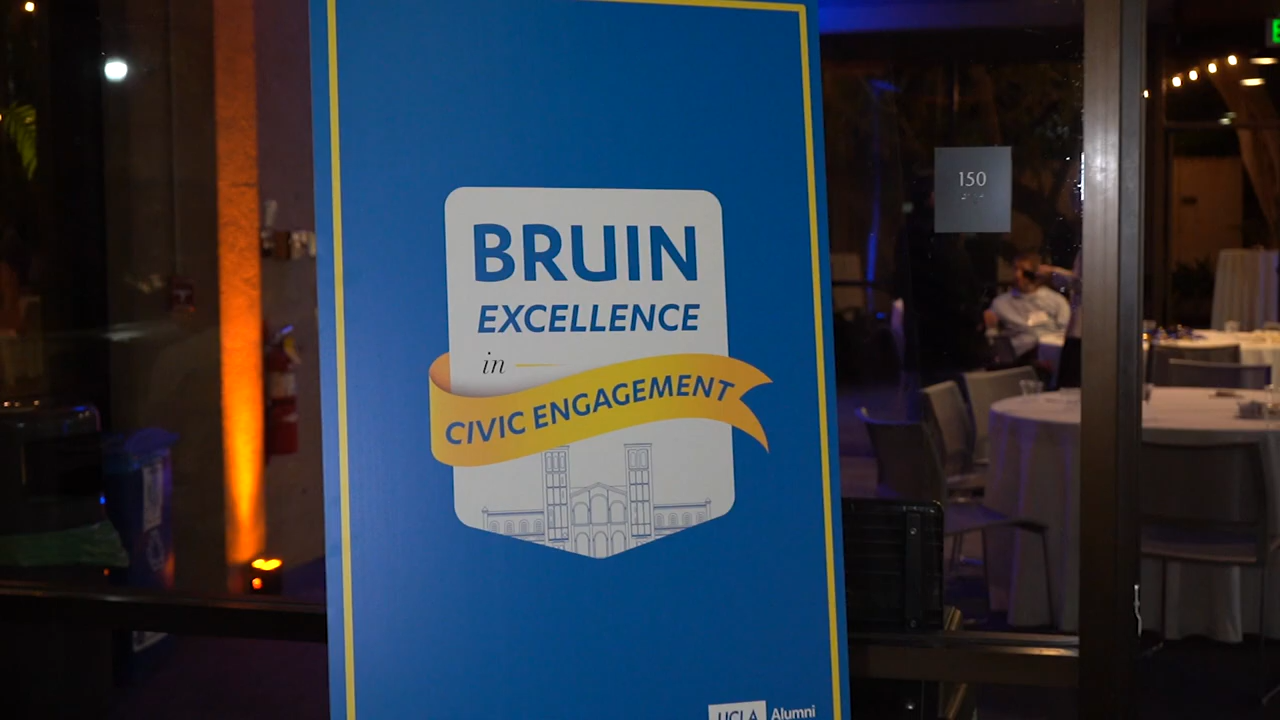 BRUIN
EXCELLENCE
in
CIVIC ENGAGEMENT
UCLA Alumni
150